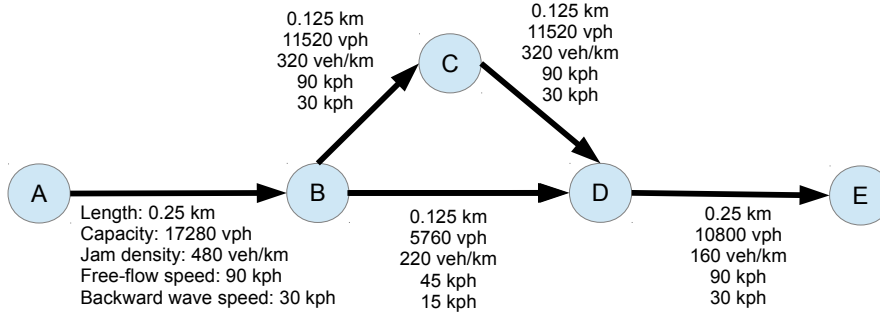 0.125 km
11520 vph
320 veh/km
90 kph
30 kph
C
0.125 km
11520 vph
320 veh/km
90 kph
30 kph
A
B
D
E
Length: 0.25 km
Capacity: 17280 vph
Jam density: 480 veh/km
Free-flow speed: 90 kph
Backward wave speed: 30 kph
0.125 km
5760 vph
220 veh/km
45 kph
15 kph
0.25 km
10800 vph
160 veh/km
90 kph
30 kph